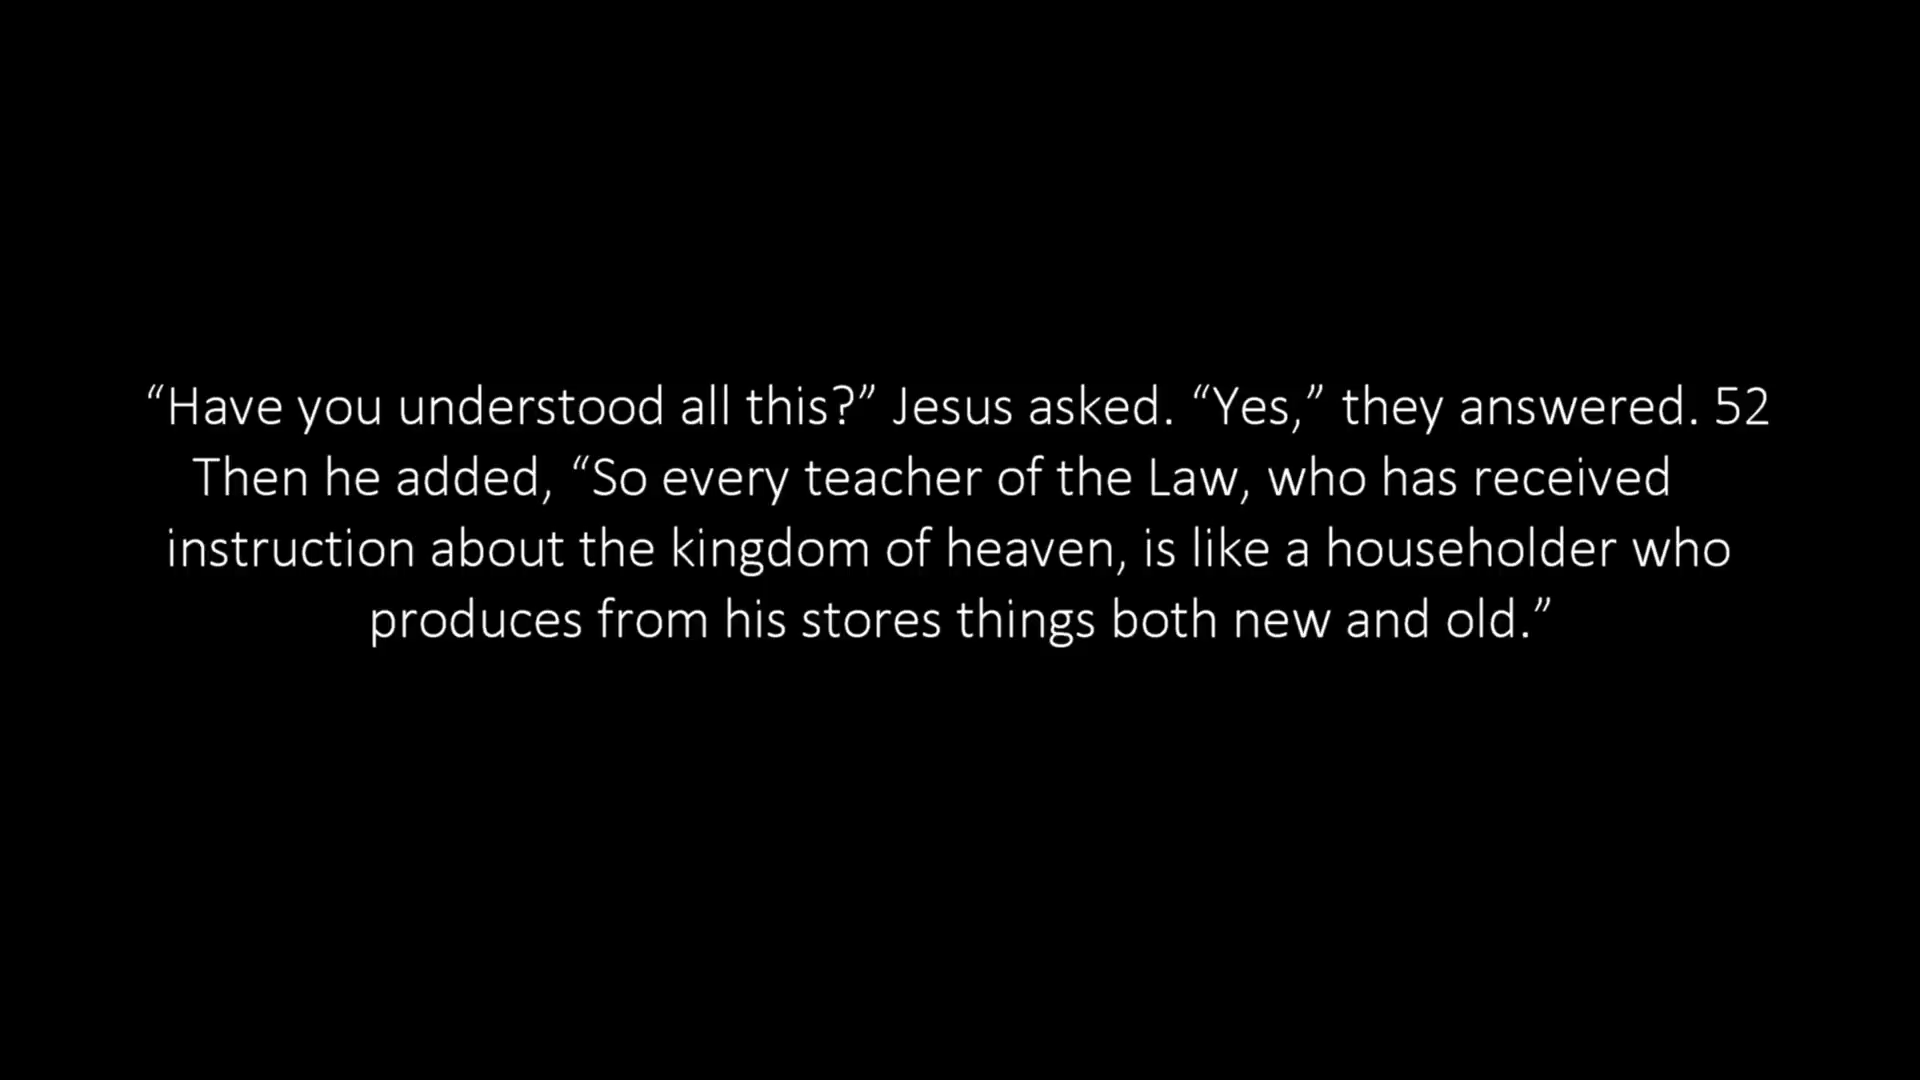 “Have you understood all this?” Jesus asked. “Yes,” they answered. 52
Then he added, “So every teacher of the Law, who has received
instruction about the kingdom of heaven, is like a householder who
produces from his stores things both new and old.”